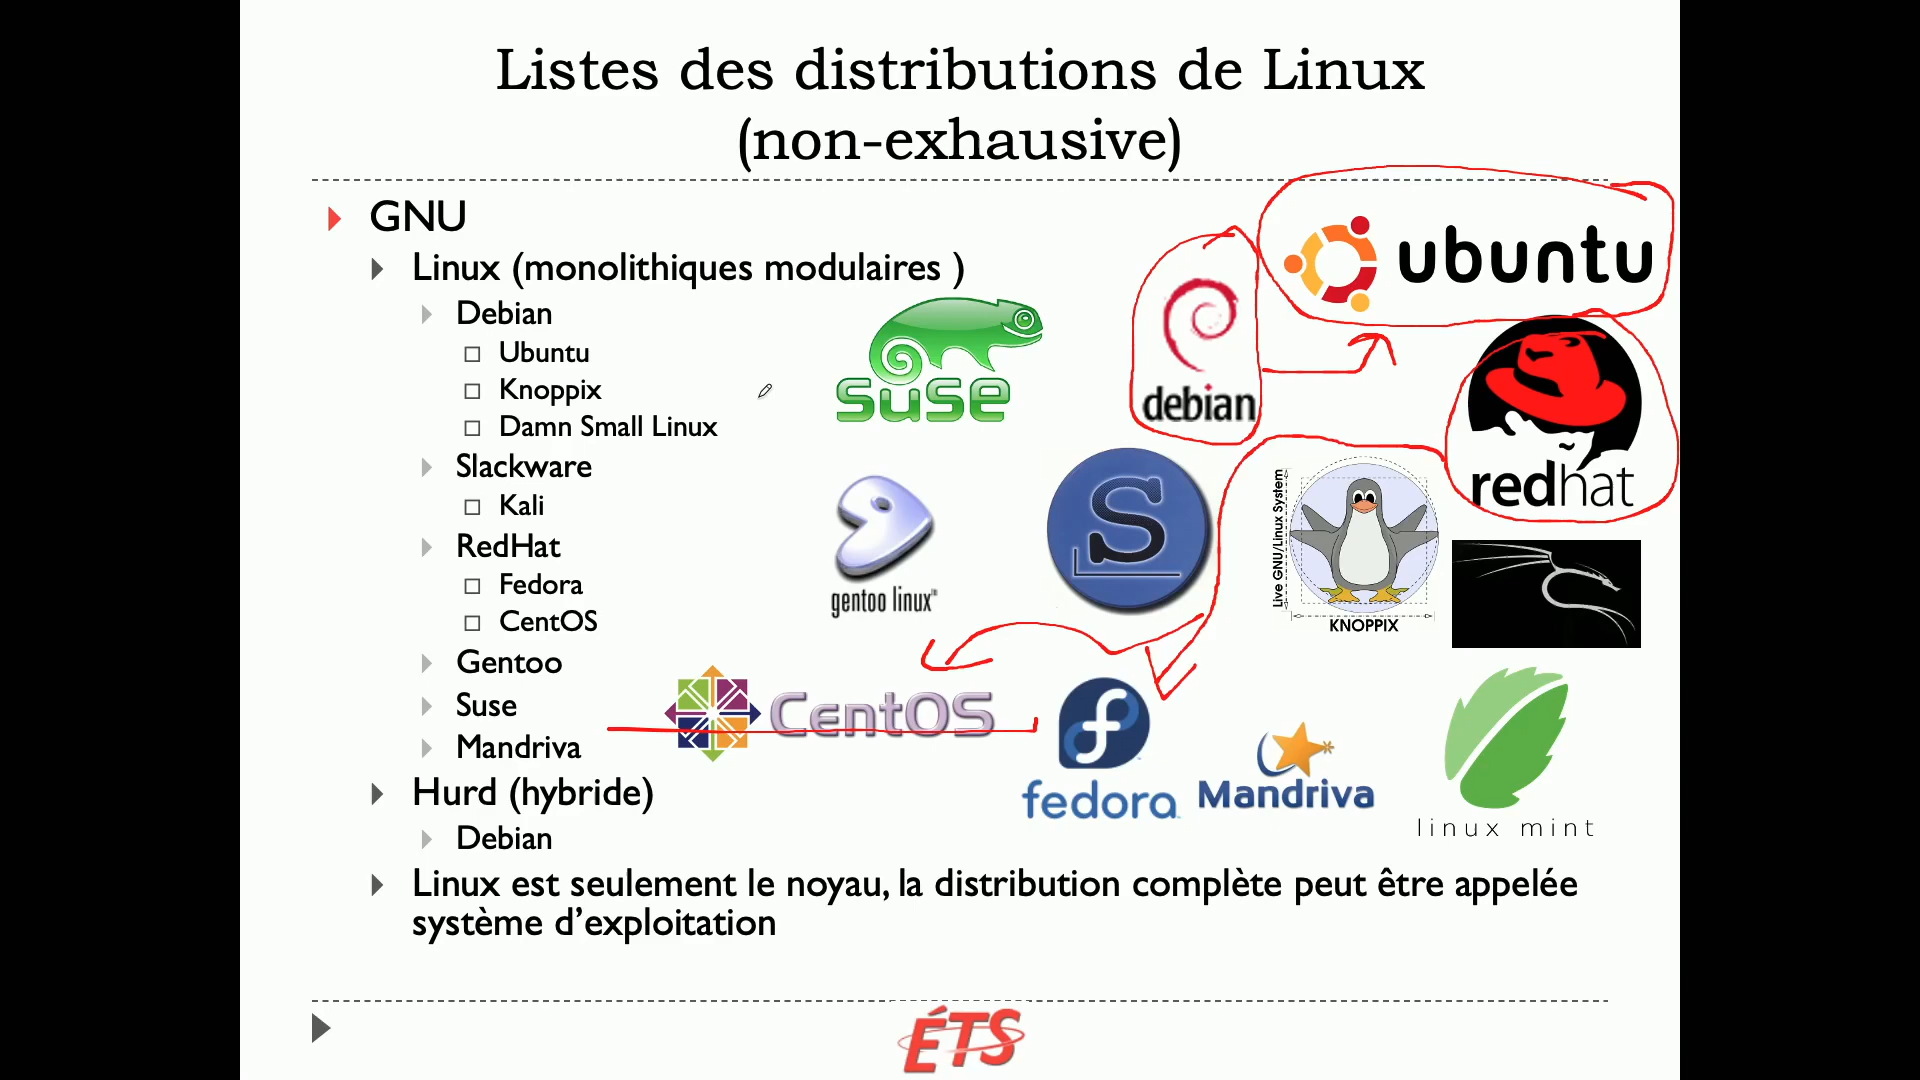 Listes des distributions de Linux
(non-exhausive)
GNU
Linux (monolithiques modulaires )
Debian
Ubuntu
Knoppix
Damn Small Linux
Slackware
Kali
RedHat
Fedora
CentOS
Gentoo
Suse
Mandriva
Hurd (hybride)
Debian
Linux est seulement le noyau, la distribution complète peut être appelée
système d'exploitation
ubuntu
suse
debian
redhat
gentoo linux™
S
Live GNU/Linux System
KNOPPIX
CentOS
fedora
Mandriva
linux mint
ÉTS